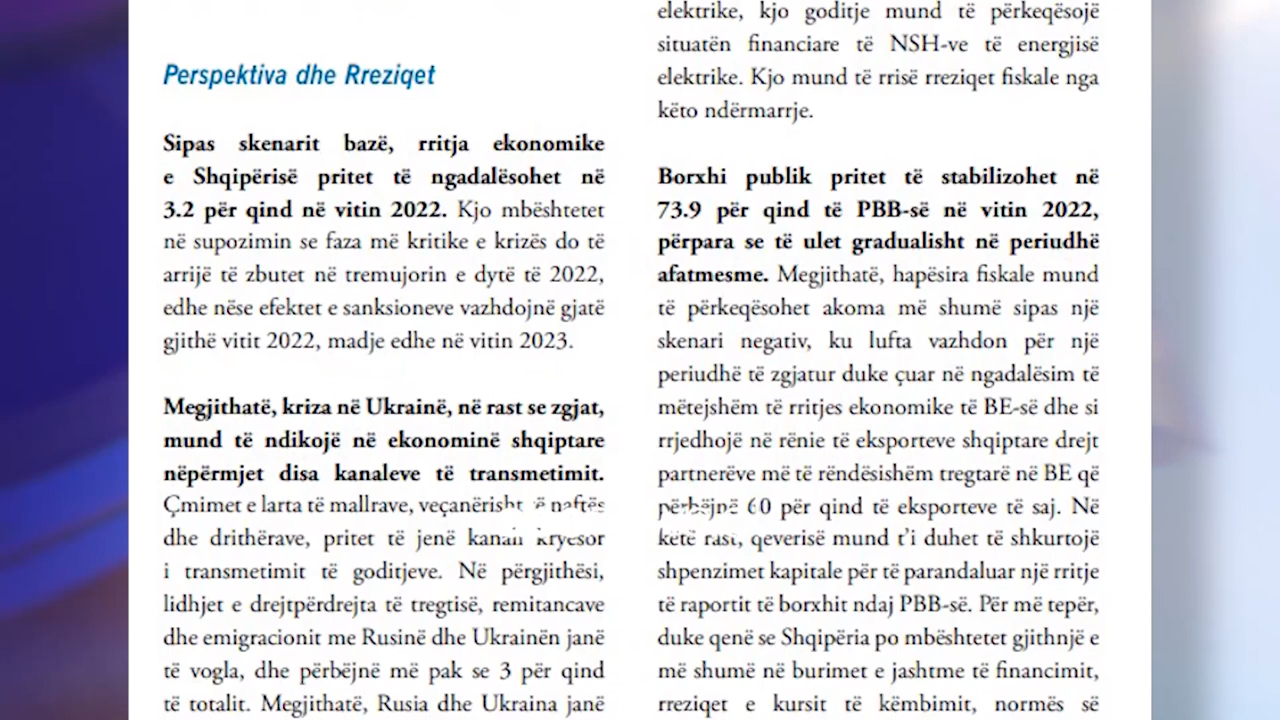 Perspektiva dhe Rreziqet
Sipas skenarit bazë, rritja ekonomike
e Shqipërisë pritet të ngadalësohet në
3.2 për qind në vitin 2022. Kjo mbështetet
në supozimin se faza më kritike e krizës do të
arrijë të zbutet në tremujorin e dytë të 2022,
edhe nëse efektet e sanksioneve vazhdojnë gjatë
gjithë vitit 2022, madje edhe në vitin 2023.
Megjithatë, kriza në Ukrainë, në rast se zgjat,
mund të ndikojë në ekonominë shqiptare
nëpërmjet disa kanaleve të transmetimit.
Çmimet e larta të mallrave, veçanërisht të naftës
dhe drithërave, pritet të jenë kanali kryesor
i transmetimit të goditjeve. Në përgjithësi,
lidhjet e drejtpërdrejta të tregtisë, remitancave
dhe emigracionit me Rusinë dhe Ukrainën janë
të vogla, dhe përbëjnë më pak se 3 për qind
të totalit. Megjithatë, Rusia dhe Ukraina janë
elektrike, kjo goditje mund të përkeqësojë
situatën financiare të NSH-ve të energjisë
elektrike. Kjo mund të rrisë rreziqet fiskale nga
këto ndërmarrje.
Borxhi publik pritet të stabilizohet në
73.9 për qind të PBB-së në vitin 2022,
përpara se të ulet gradualisht në periudhë
afatmesme. Megjithatë, hapësira fiskale mund
të përkeqësohet akoma më shumë sipas një
skenari negativ, ku lufta vazhdon për një
periudhë të zgjatur duke çuar në ngadalësim të
mëtejshëm të rritjes ekonomike të BE-së dhe si
rrjedhojë në rënie të eksporteve shqiptare drejt
partnerëve më të rëndësishëm tregtarë në BE që
përbëjnë 60 për qind të eksporteve të saj. Në
këtë rast, qeverisë mund t'i duhet të shkurtojë
shpenzimet kapitale për të parandaluar një rritje
të raportit të borxhit ndaj PBB-së. Për më tepër,
duke qenë se Shqipëria po mbështetet gjithnjë e
më shumë në burimet e jashtme të financimit,
rreziqet e kursit të këmbimit, normës së